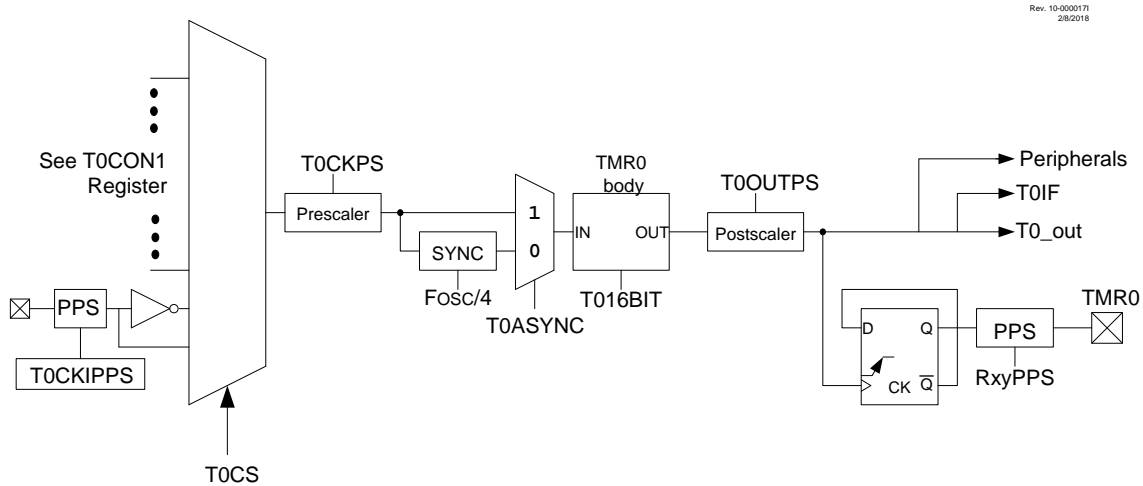 Rev. 10-000017I
2/8/2018
See T0CON1
Register
T0CKPS
Prescaler
SYNC
FOSC/4
1
0
T0ASYNC
TMR0
body
IN
OUT
T016BIT
T0OUTPS
Postscaler
Peripherals
T0IF
T0_out
PPS
T0CKIPPS
T0CS
D
Q
CK
Q
PPS
RxyPPS
TMR0